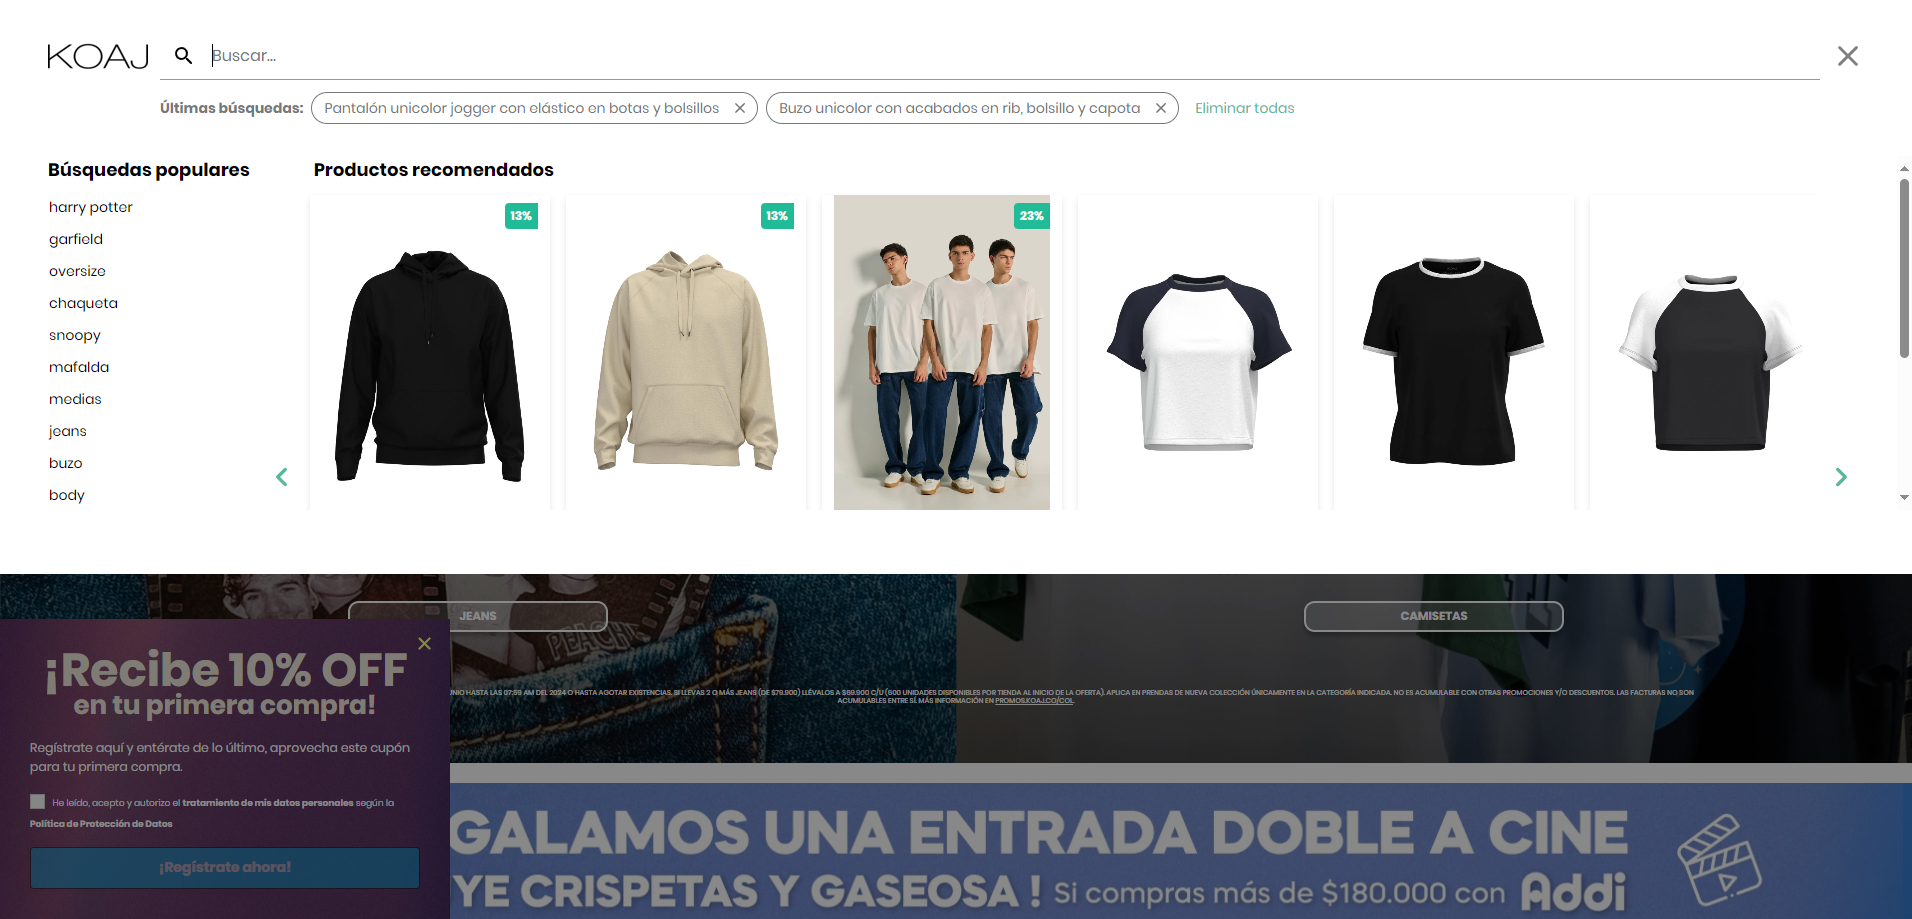 KOAJ
Buscar...
Últimas búsquedas:
Pantalón unicolor jogger con elástico en botas y bolsillos
Buzo unicolor con acabados en rib, bolsillo y capota
Eliminar todas
Búsquedas populares
harry potter
garfield
oversize
chaqueta
snoopy
mafalda
medias
jeans
buzo
body
Productos recomendados
13%
13%
23%
JEANS
CAMISETAS
PEACHE
UNIO HASTA LAS 07:59 AM DEL 2024 O HASTA AGOTAR EXISTENCIAS. SI LLEVAS 2 O MÁS JEANS (DE $79.900) LLÉVALOS A $69.900 C/U (600 UNIDADES DISPONIBLES POR TIENDA AL INICIO DE LA OFERTA). APLICA EN PRENDAS DE NUEVA COLECCIÓN ÚNICAMENTE EN LA CATEGORÍA INDICADA. NO ES ACUMULABLE CON OTRAS PROMOCIONES Y/O DESCUENTOS. LAS FACTURAS NO SON
ACUMULABLES ENTRE SÍ. MÁS INFORMACIÓN EN PROMOS.KOAJ.CO/COL
¡Recibe 10% OFF
en tu primera compra!
Regístrate aquí y entérate de lo último, aprovecha este cupón
para tu primera compra.
He leído, acepto y autorizo el tratamiento de mis datos personales según la
Política de Protección de Datos
¡Regístrate ahora!
GALAMOS UNA ENTRADA DOBLE A CINE
YE CRISPETAS Y GASEOSA ! Si compras más de $180.000 con Addi